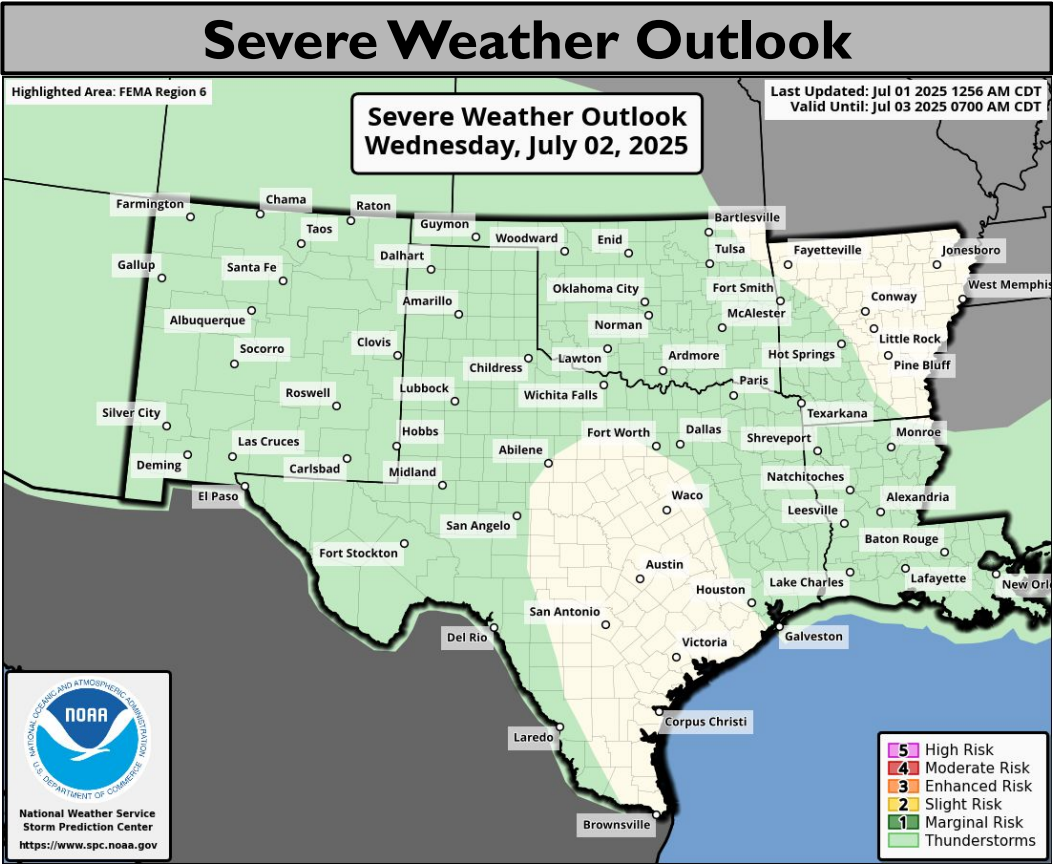 Severe Weather Outlook
Highlighted Area: FEMA Region 6
Last Updated: Jul 01 2025 1256 AM CDT
Valid Until: Jul 03 2025 0700 AM CDT
Severe Weather Outlook
Wednesday, July 02, 2025
Farmington
Chama
Raton
Taos
Guymon
Woodward
Enid
Bartlesville
Tulsa
Fayetteville
Jonesboro
Gallup
Santa Fe
Dalhart
Oklahoma City
Fort Smith
West Memphis
Albuquerque
Amarillo
Norman
McAlester
Conway
Little Rock
Socorro
Clovis
Childress
Lawton
Ardmore
Hot Springs
Pine Bluff
Roswell
Lubbock
Wichita Falls
Paris
Texarkana
Silver City
Hobbs
Fort Worth
Dallas
Shreveport
Monroe
Deming
Las Cruces
Carlsbad
Midland
Abilene
Natchitoches
El Paso
Waco
Leesville
Alexandria
San Angelo
Baton Rouge
Fort Stockton
Austin
Houston
Lake Charles
Lafayette
New Orl
Del Rio
San Antonio
Victoria
Galveston
Laredo
Corpus Christi
Brownsville
NATIONAL OCEANIC AND ATMOSPHERIC ADMINISTRATION
NOAA
U.S. DEPARTMENT OF COMMERCE
National Weather Service
Storm Prediction Center
https://www.spc.noaa.gov
5 High Risk
4 Moderate Risk
3 Enhanced Risk
2 Slight Risk
1 Marginal Risk
Thunderstorms